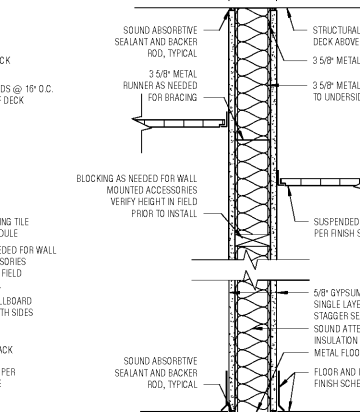 SOUND ABSORBTIVE
SEALANT AND BACKER
ROD, TYPICAL
3 5/8" METAL
RUNNER AS NEEDED
FOR BRACING
BLOCKING AS NEEDED FOR WALL
MOUNTED ACCESSORIES
VERIFY HEIGHT IN FIELD
PRIOR TO INSTALL
SOUND ABSORBTIVE
SEALANT AND BACKER
ROD, TYPICAL
STRUCTURAL
DECK ABOVE
3 5/8" METAL
3 5/8" METAL
TO UNDERSID
SUSPENDED
PER FINISH S
5/8" GYPSUM
SINGLE LAYE
STAGGER SE
SOUND ATTE
INSULATION
METAL FLOO
FLOOR AND
FINISH SCHE
CK
DS @ 16" O.C.
DECK
NG TILE
DULE
EDED FOR WALL
SORIES
FIELD
LLBOARD
TH SIDES
ACK
PER